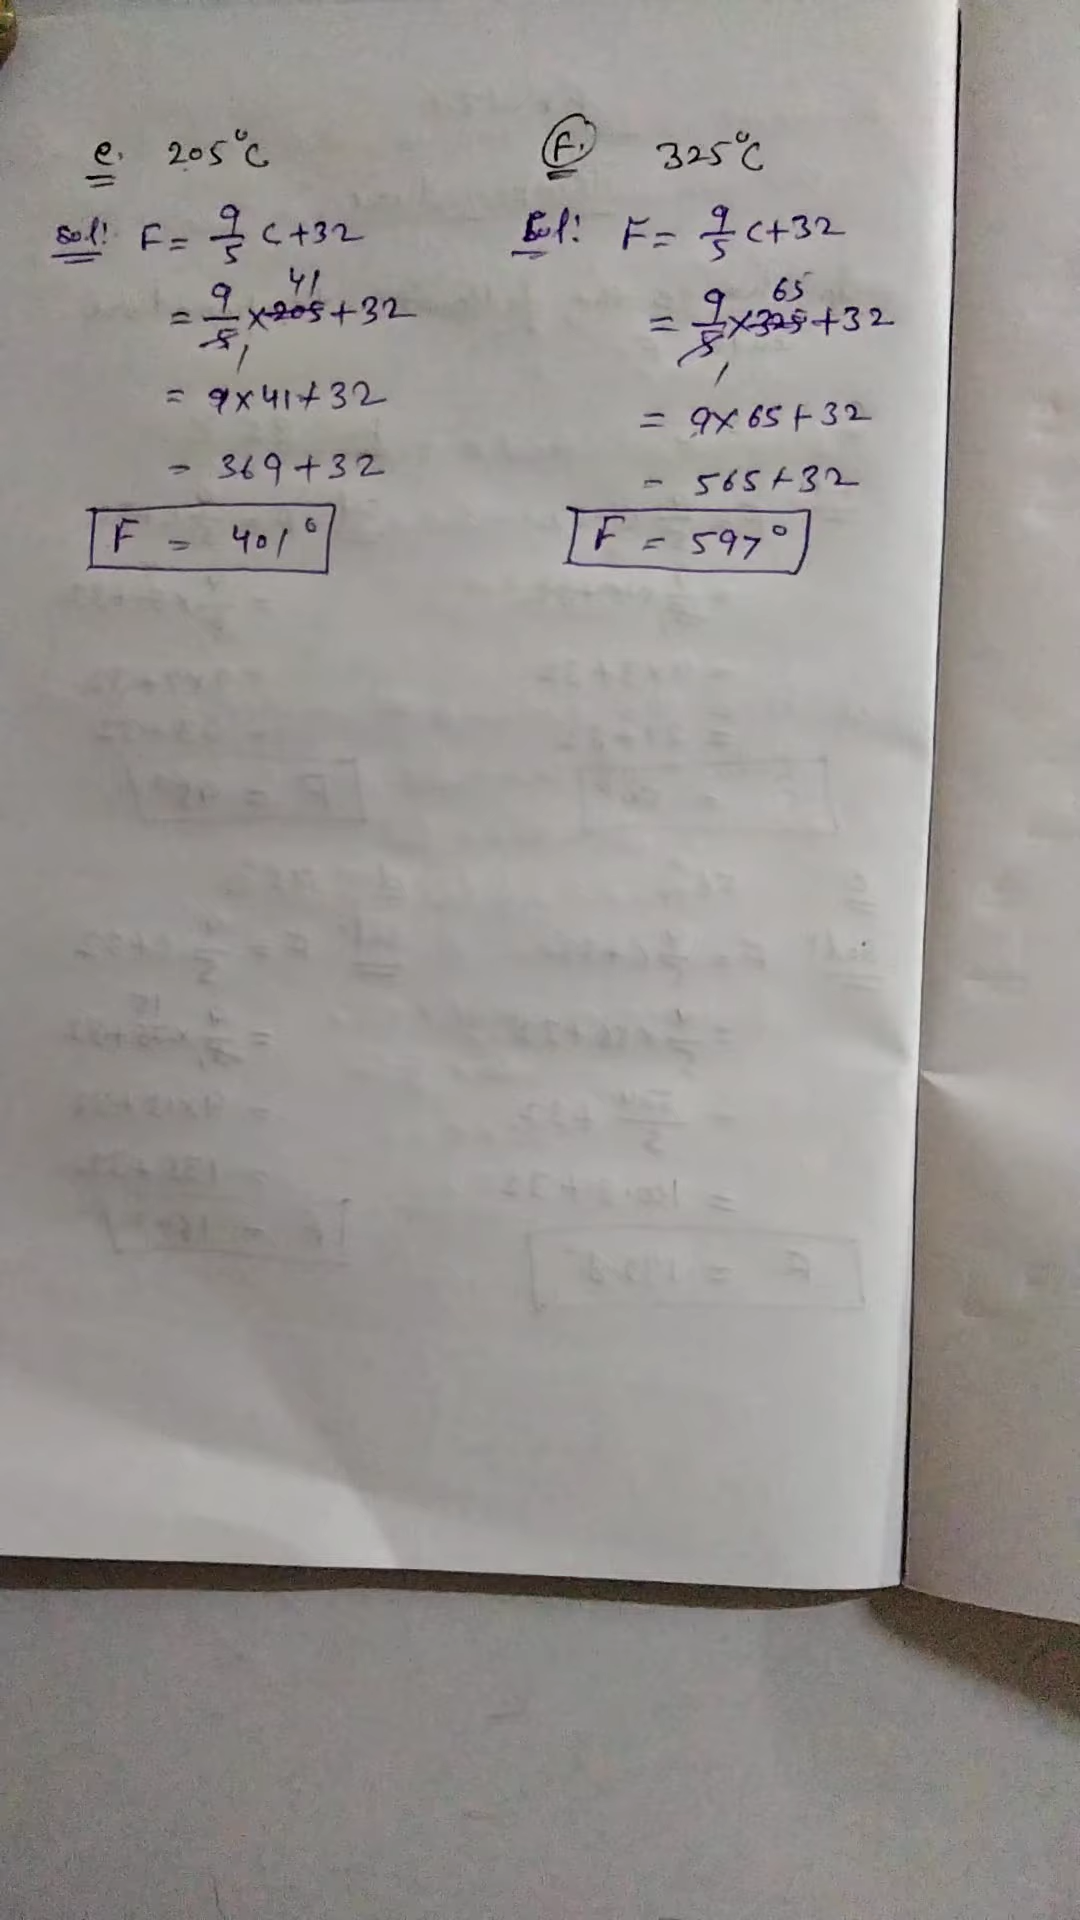 e. 205°C
Sol: F = 9/5 C + 32
= 9/5 × 205 + 32
41
1
= 9 × 41 + 32
= 369 + 32
F = 401°
F. 325°C
Sol: F = 9/5 C + 32
= 9/5 × 325 + 32
65
1
= 9 × 65 + 32
= 565 + 32
F = 597°